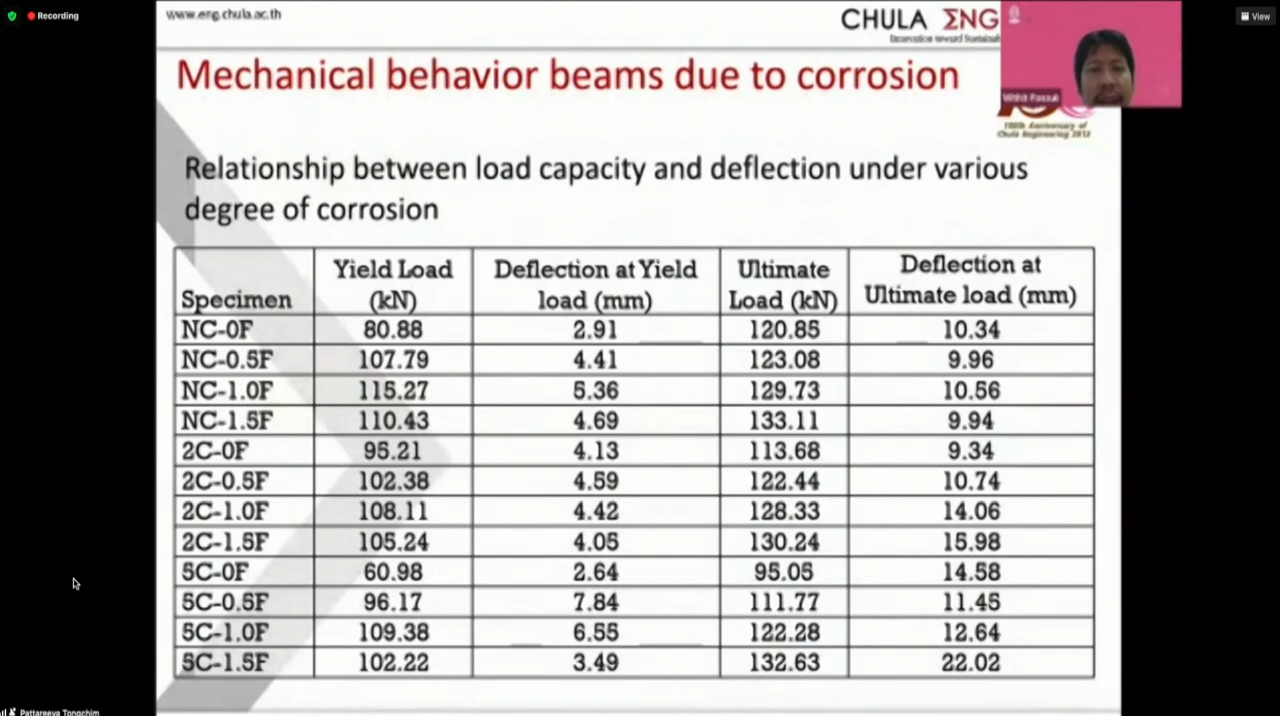 Recording
www.eng.chula.ac.th
CHULA ΣNG
View
Mechanical behavior beams due to corrosion
100th Anniversary of
Chula Engineering 2013
Relationship between load capacity and deflection under various
degree of corrosion
Specimen Yield Load (kN) Deflection at Yield load (mm) Ultimate Load (kN) Deflection at Ultimate load (mm)
NC-0F 80.88 2.91 120.85 10.34
NC-0.5F 107.79 4.41 123.08 9.96
NC-1.0F 115.27 5.36 129.73 10.56
NC-1.5F 110.43 4.69 133.11 9.94
2C-0F 95.21 4.13 113.68 9.34
2C-0.5F 102.38 4.59 122.44 10.74
2C-1.0F 108.11 4.42 128.33 14.06
2C-1.5F 105.24 4.05 130.24 15.98
5C-0F 60.98 2.64 95.05 14.58
5C-0.5F 96.17 7.84 111.77 11.45
5C-1.0F 109.38 6.55 122.28 12.64
5C-1.5F 102.22 3.49 132.63 22.02
Pattareeya Tongchim